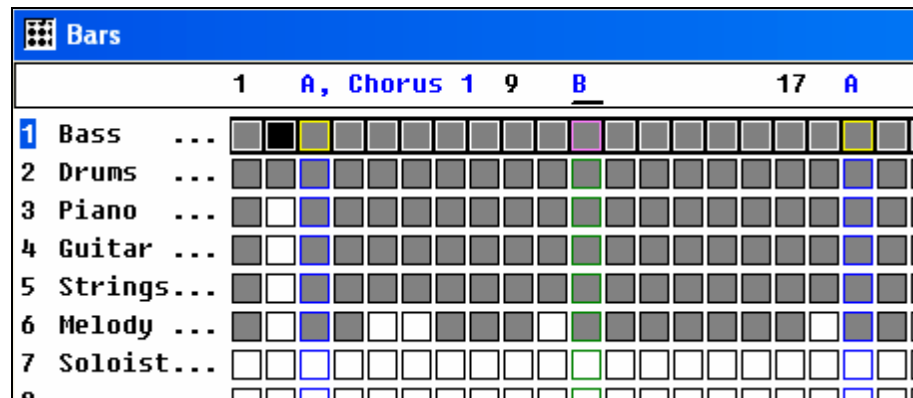 Bars
1 A, Chorus 1 9 B 17 A
1 Bass ...
2 Drums ...
3 Piano ...
4 Guitar ...
5 Strings...
6 Melody ...
7 Soloist...